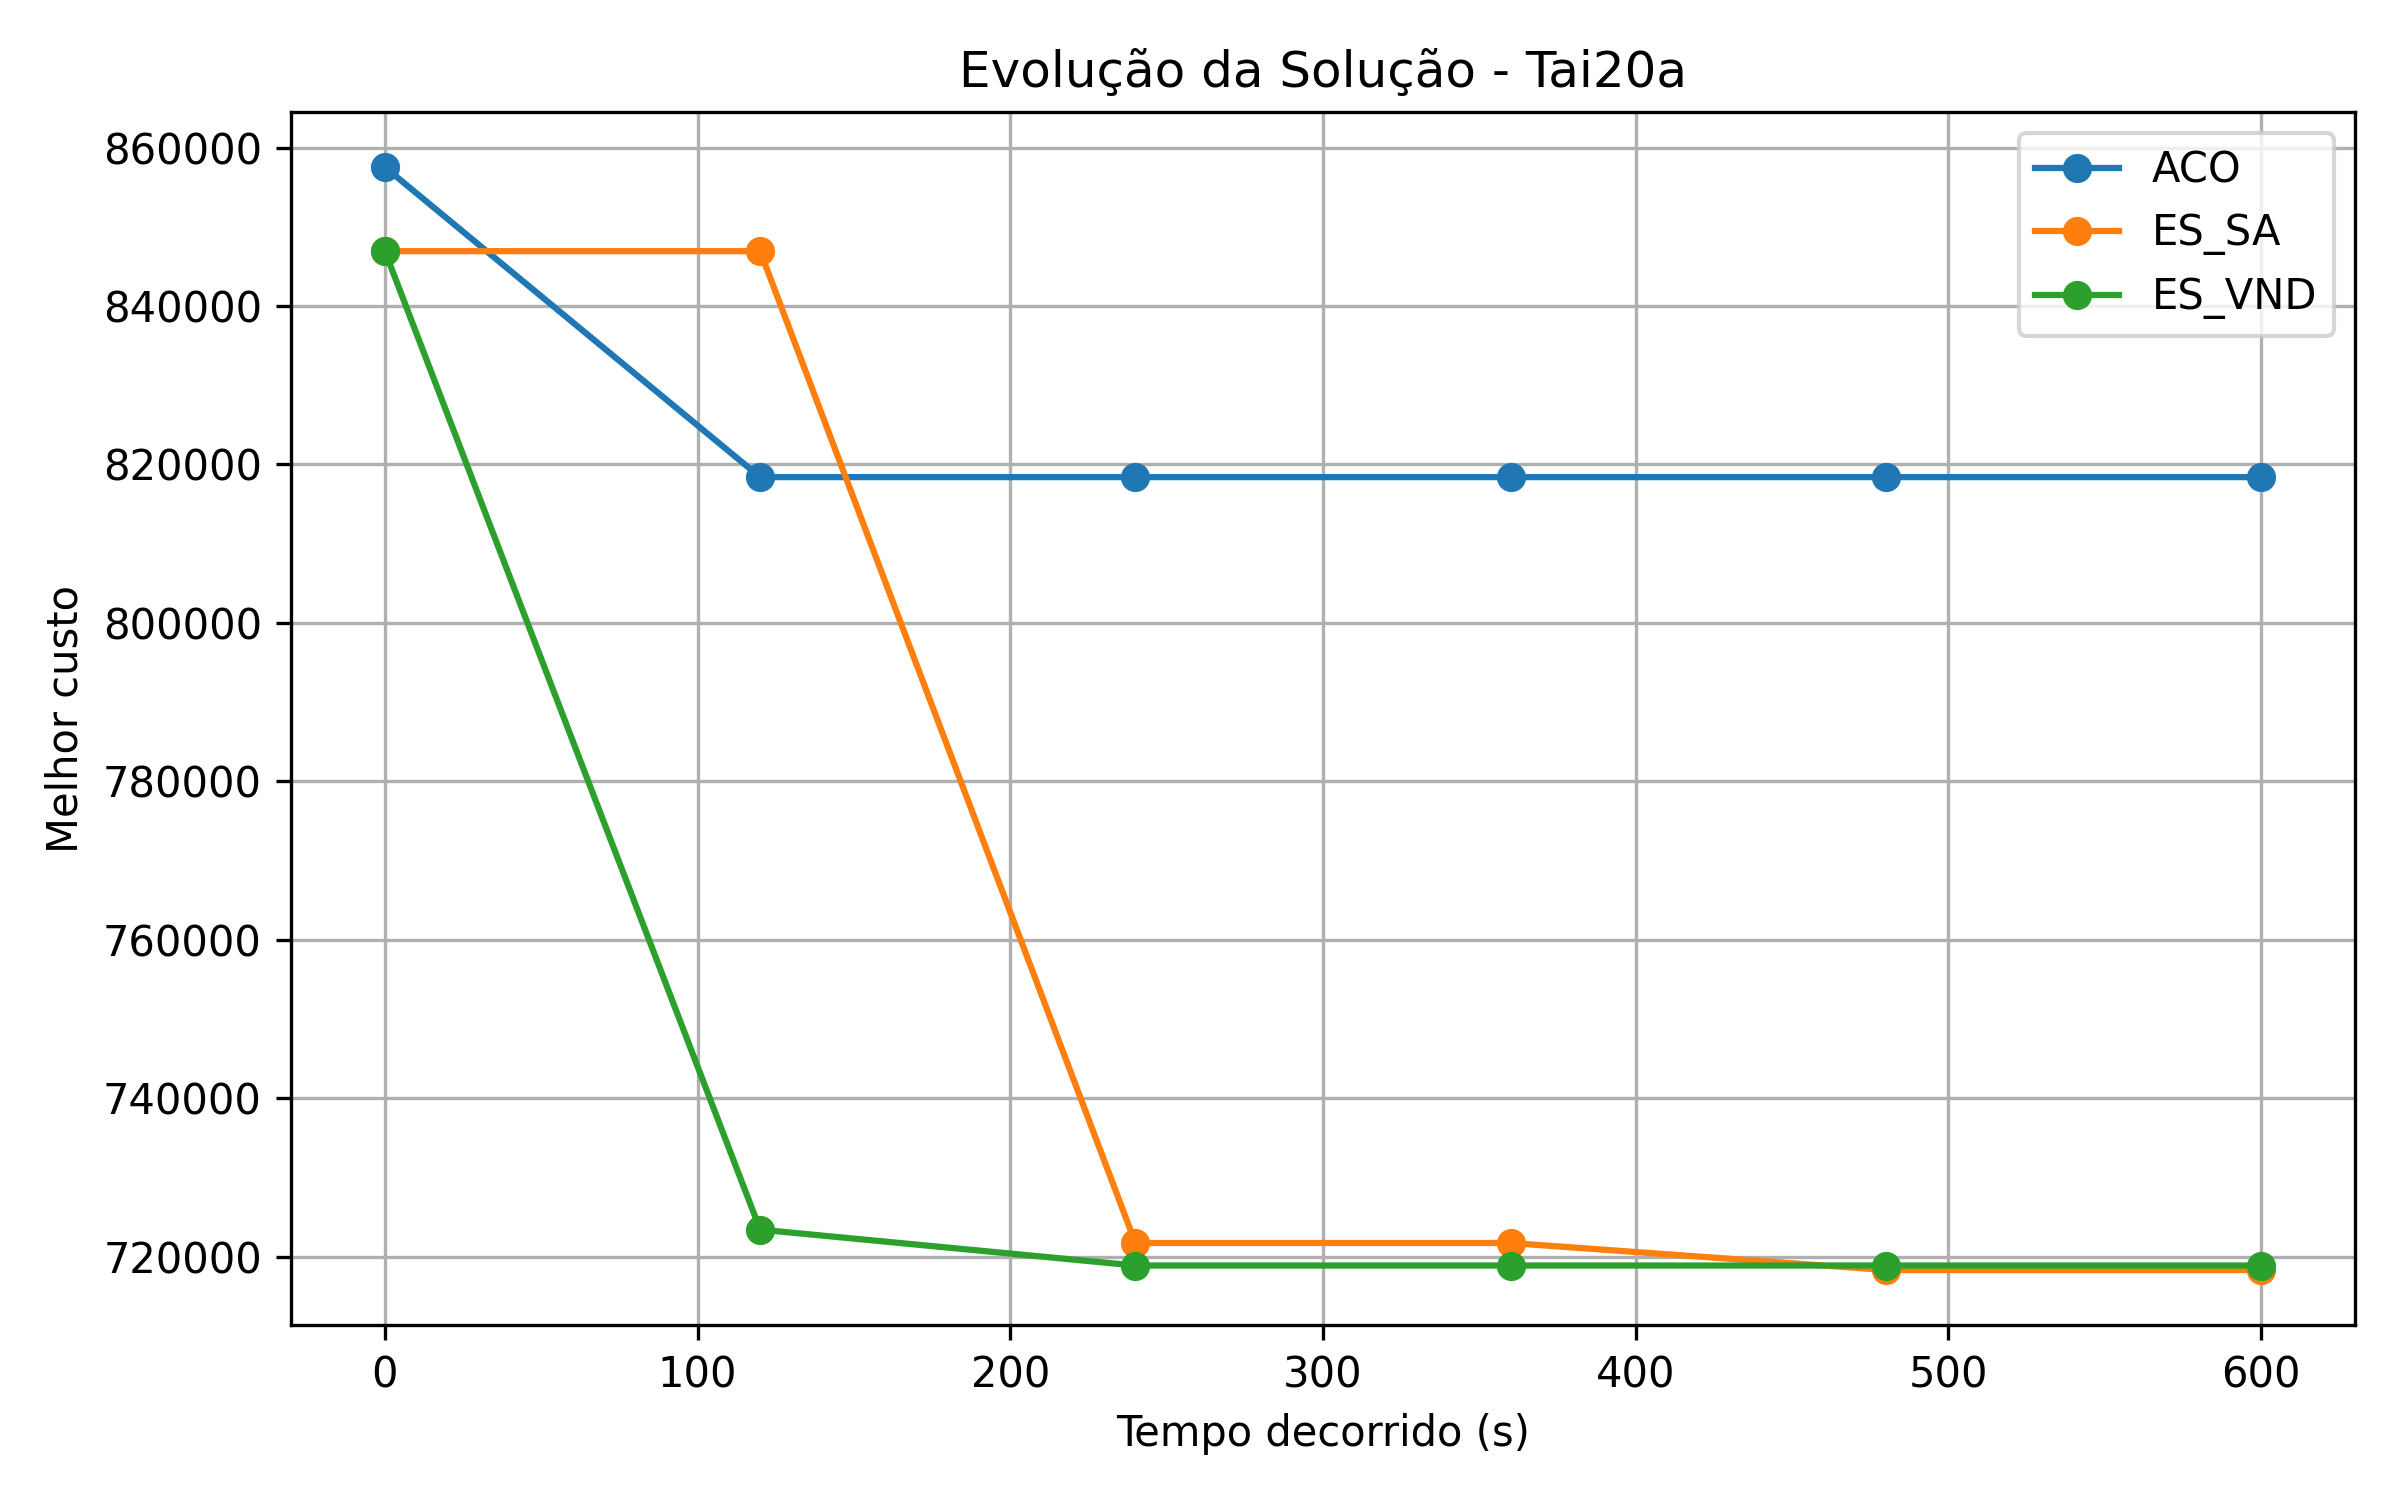 Evolução da Solução - Tai20a
860000
840000
820000
800000
780000
760000
740000
720000
Melhor custo
ACO
ES_SA
ES_VND
0 100 200 300 400 500 600
Tempo decorrido (s)